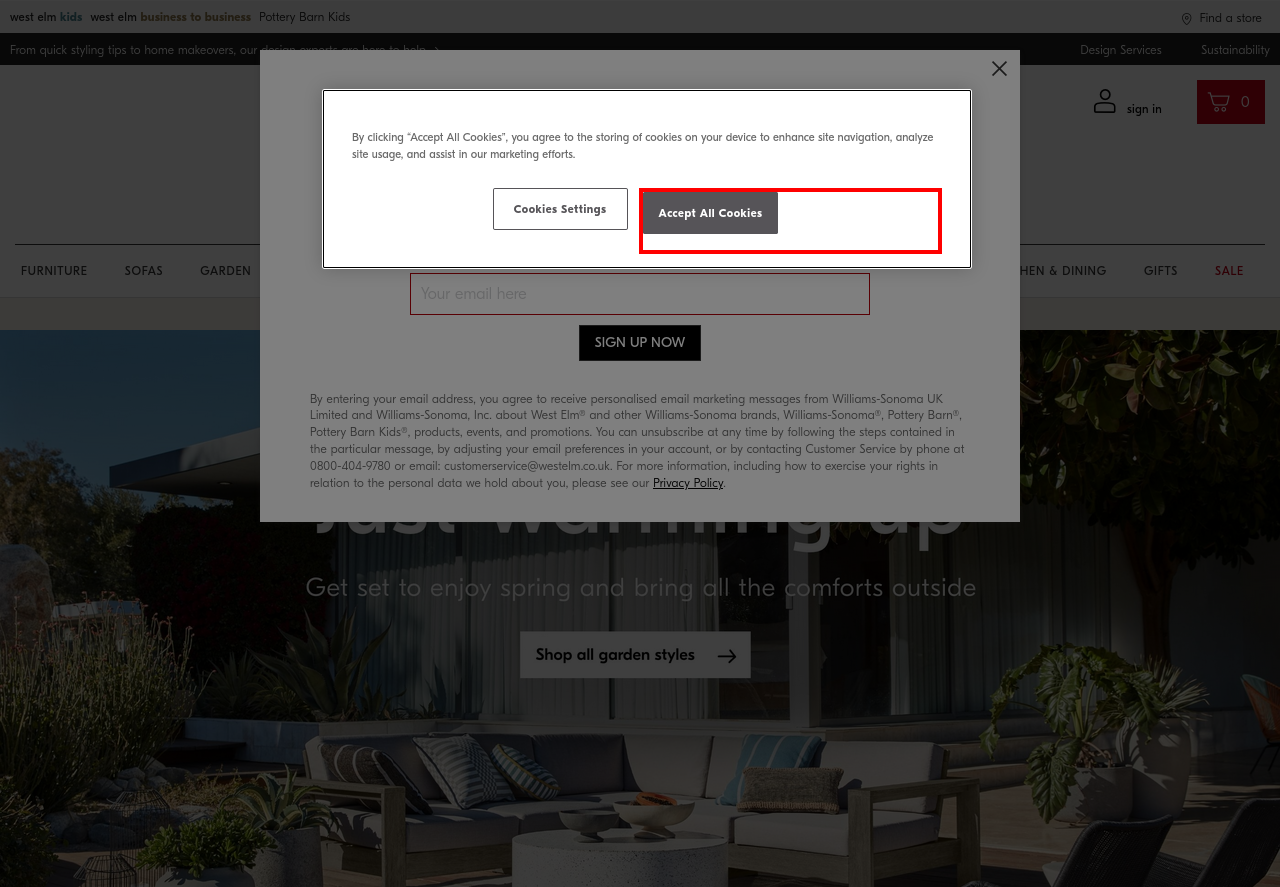 west elm kids west elm business to business Pottery Barn Kids
Find a store
From quick styling tips to home makeovers, our design experts are here to help
Design Services
Sustainability
sign in
0
By clicking “Accept All Cookies”, you agree to the storing of cookies on your device to enhance site navigation, analyze
site usage, and assist in our marketing efforts.
Cookies Settings
Accept All Cookies
FURNITURE
SOFAS
GARDEN
HEN & DINING
GIFTS
SALE
Your email here
SIGN UP NOW
By entering your email address, you agree to receive personalised email marketing messages from Williams-Sonoma UK
Limited and Williams-Sonoma, Inc. about West Elm® and other Williams-Sonoma brands, Williams-Sonoma®, Pottery Barn®,
Pottery Barn Kids®, products, events, and promotions. You can unsubscribe at any time by following the steps contained in
the particular message, by adjusting your email preferences in your account, or by contacting Customer Service by phone at
0800-404-9780 or email: customerservice@westelm.co.uk. For more information, including how to exercise your rights in
relation to the personal data we hold about you, please see our Privacy Policy.
Just warming up
Get set to enjoy spring and bring all the comforts outside
Shop all garden styles